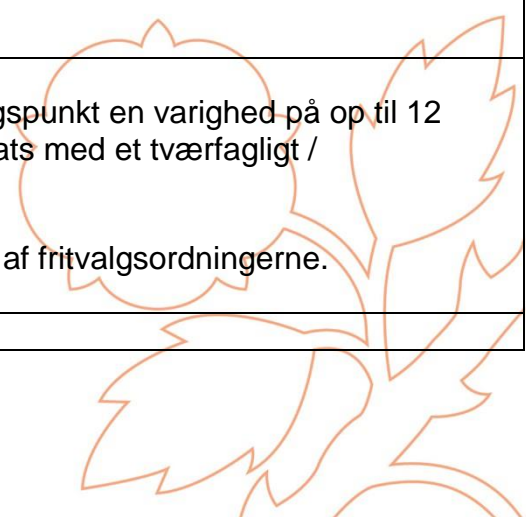 gspunkt en varighed på op til 12
ats med et tværfagligt /
af fritvalgsordningerne.